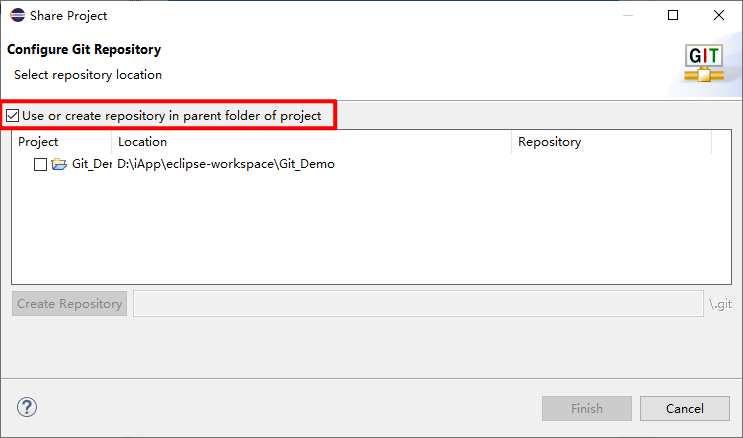 Share Project
Configure Git Repository
Select repository location
GIT
Use or create repository in parent folder of project
Project Location Repository
Git_Der D:\iApp\eclipse-workspace\Git_Demo
Create Repository \.git
?
Finish Cancel